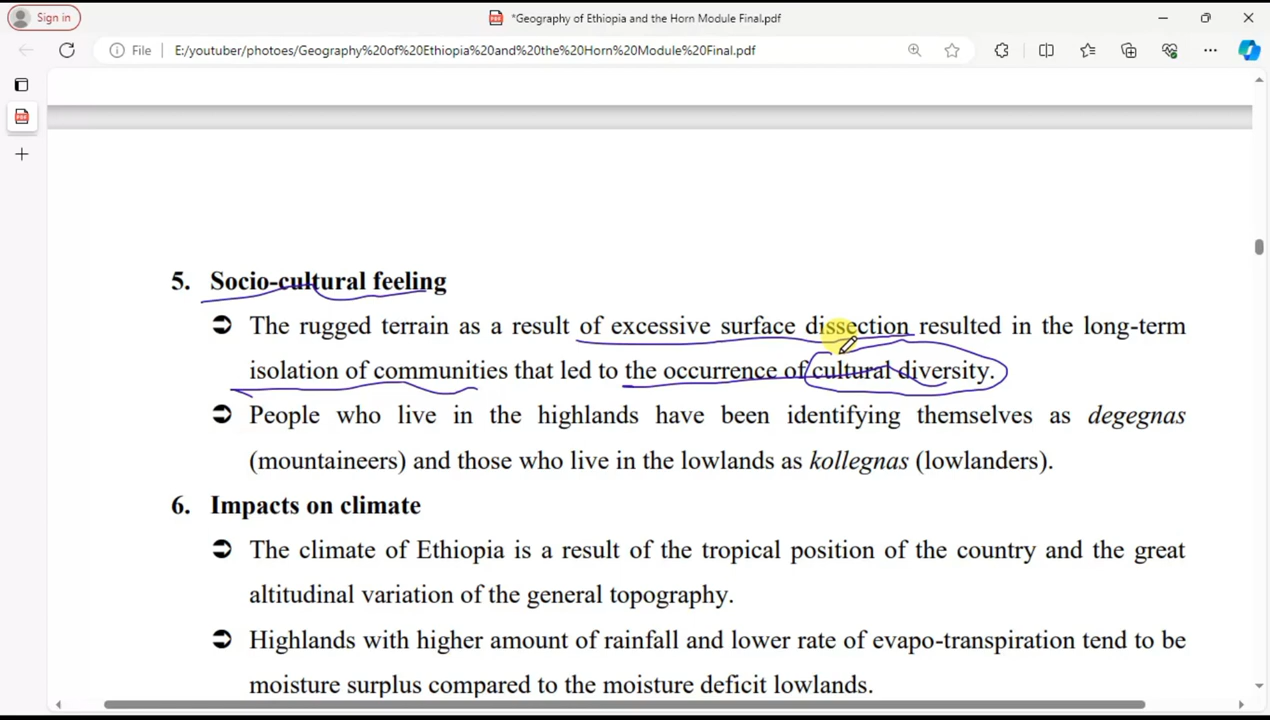 Sign in
*Geography of Ethiopia and the Horn Module Final.pdf
File
E:/youtuber/photoes/Geography%20of%20Ethiopia%20and%20the%20Horn%20Module%20Final.pdf
5. Socio-cultural feeling
The rugged terrain as a result of excessive surface dissection resulted in the long-term
isolation of communities that led to the occurrence of cultural diversity.
People who live in the highlands have been identifying themselves as degegnas
(mountaineers) and those who live in the lowlands as kollegnas (lowlanders).
6. Impacts on climate
The climate of Ethiopia is a result of the tropical position of the country and the great
altitudinal variation of the general topography.
Highlands with higher amount of rainfall and lower rate of evapo-transpiration tend to be
moisture surplus compared to the moisture deficit lowlands.